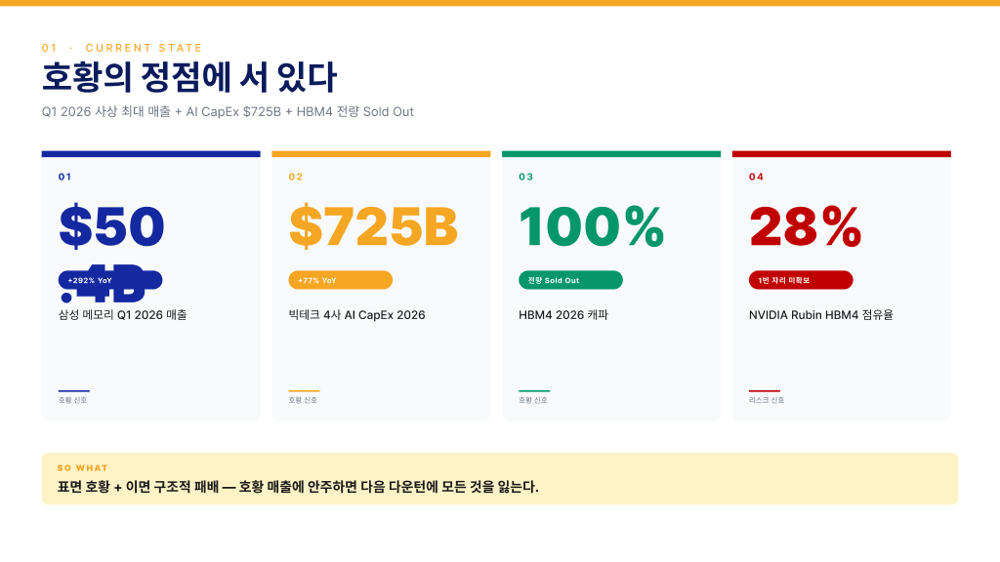 01 · CURRENT STATE
호황의 정점에 서 있다
Q1 2026 사상 최대 매출 + AI CapEx $725B + HBM4 전량 Sold Out
01
$50
.4B
+292% YoY
삼성 메모리 Q1 2026 매출
호황 신호
02
$725B
+77% YoY
빅테크 4사 AI CapEx 2026
호황 신호
03
100%
전량 Sold Out
HBM4 2026 캐파
호황 신호
04
28%
1번 자리 미확보
NVIDIA Rubin HBM4 점유율
리스크 신호
SO WHAT
표면 호황 + 이면 구조적 패배 — 호황 매출에 안주하면 다음 다운턴에 모든 것을 잃는다.